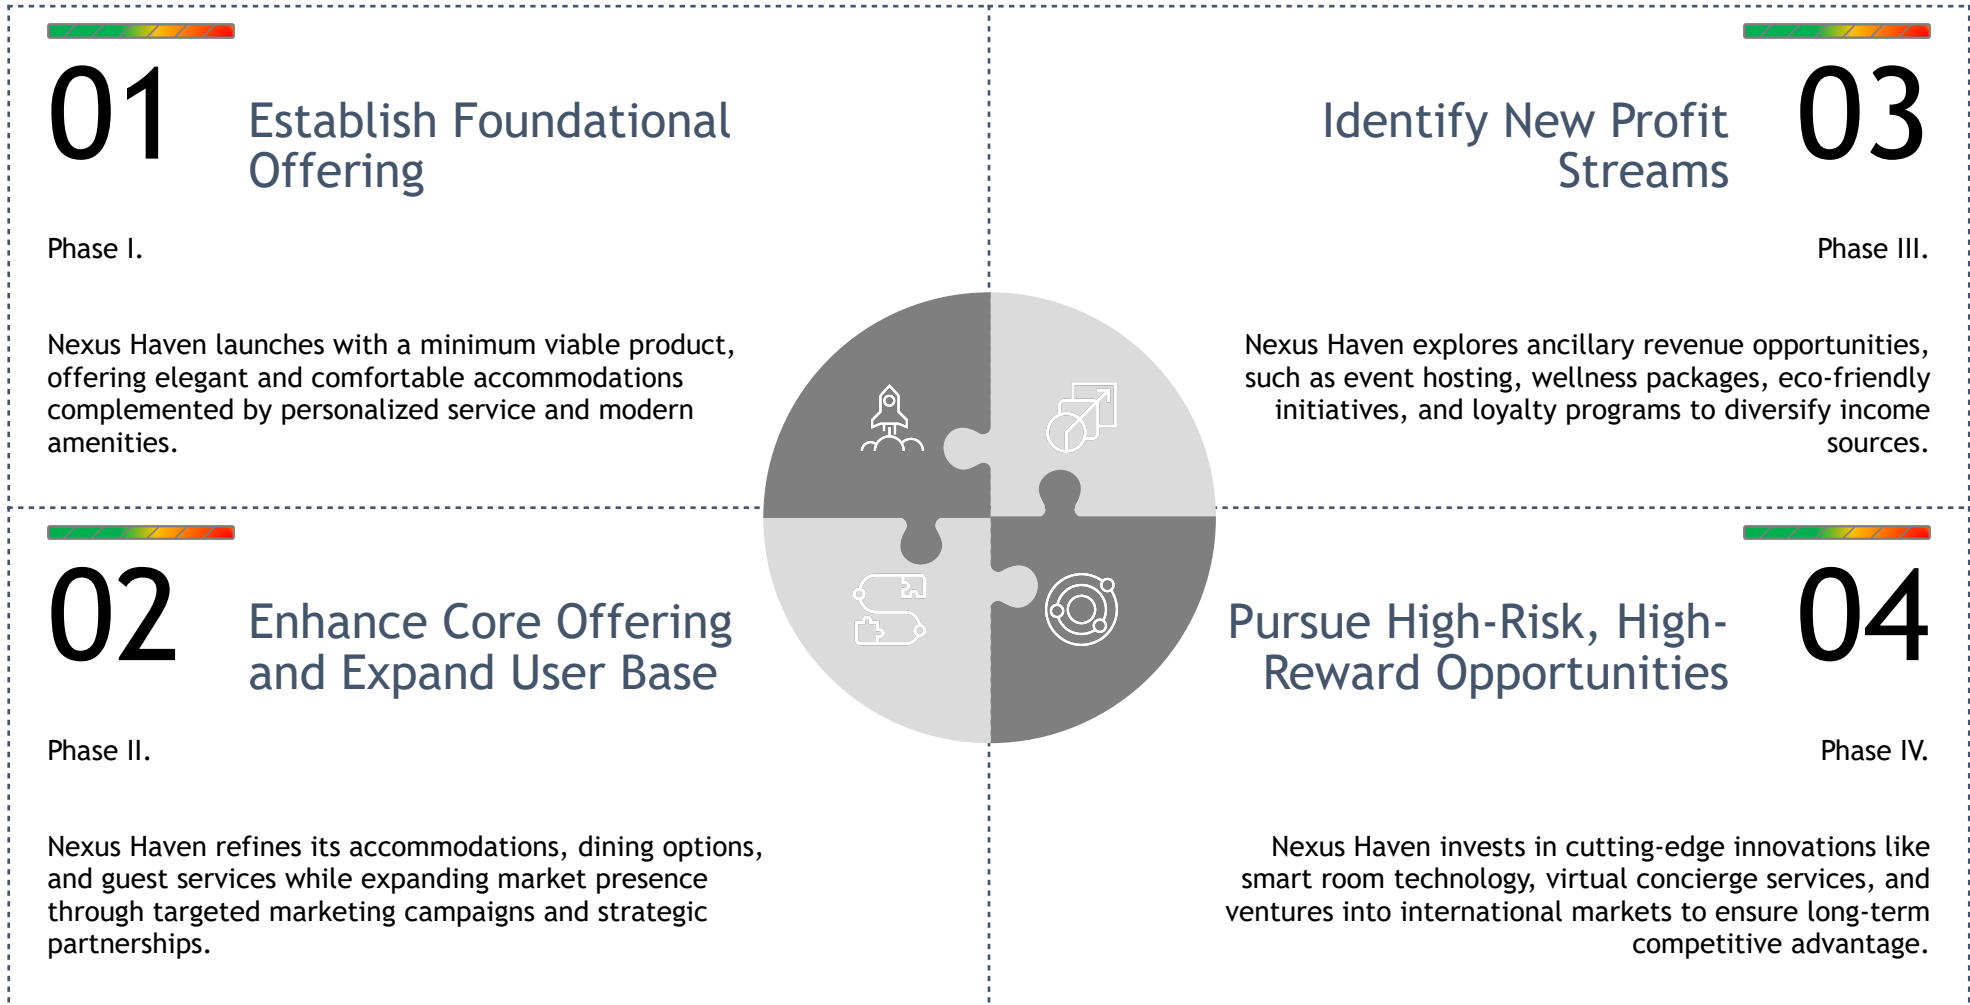 01
Establish Foundational
Offering
Phase I.
Nexus Haven launches with a minimum viable product,
offering elegant and comfortable accommodations
complemented by personalized service and modern
amenities.
02
Enhance Core Offering
and Expand User Base
Phase II.
Nexus Haven refines its accommodations, dining options,
and guest services while expanding market presence
through targeted marketing campaigns and strategic
partnerships.
03
Identify New Profit
Streams
Phase III.
Nexus Haven explores ancillary revenue opportunities,
such as event hosting, wellness packages, eco-friendly
initiatives, and loyalty programs to diversify income
sources.
04
Pursue High-Risk, High-
Reward Opportunities
Phase IV.
Nexus Haven invests in cutting-edge innovations like
smart room technology, virtual concierge services, and
ventures into international markets to ensure long-term
competitive advantage.